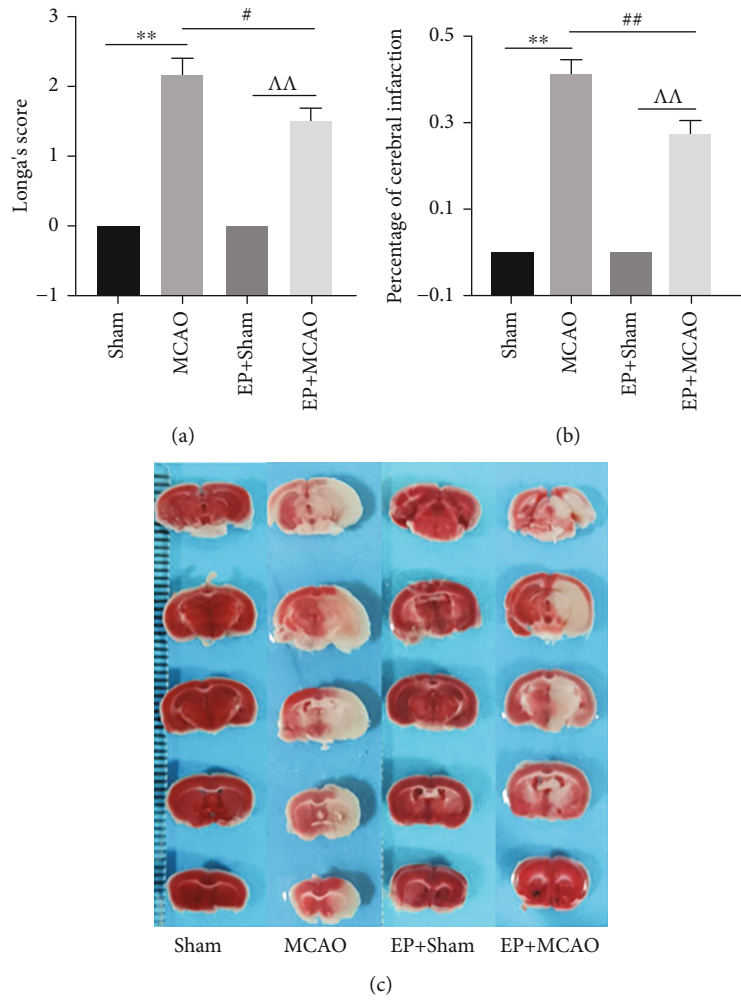 3
2
1
0
−1
Longa's score
**
#
ΛΛ
Sham
MCAO
EP+Sham
EP+MCAO
(a)
0.5
0.3
0.1
−0.1
Percentage of cerebral infarction
**
##
ΛΛ
Sham
MCAO
EP+Sham
EP+MCAO
(b)
Sham MCAO EP+Sham EP+MCAO
(c)